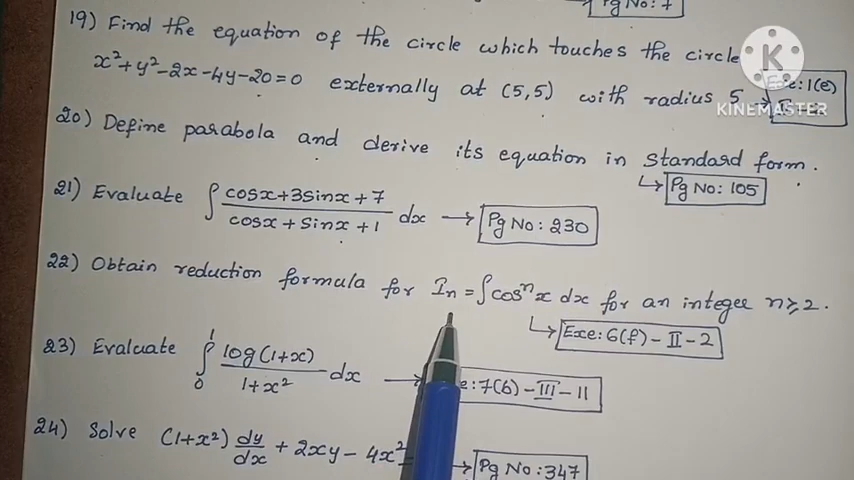 Pg No: 7
19) Find the equation of the circle which touches the circle
x²+y²-2x-4y-20=0 externally at (5,5) with radius 5 → Exe: 1(e)
20) Define parabola and derive its equation in standard form.
↳ Pg No: 105
21) Evaluate ∫ (cosx+3sinx+7)/(cosx+sinx+1) dx → Pg No: 230
22) Obtain reduction formula for In = ∫cosⁿx dx for an integer n≥2.
↳ Exe: 6(f)-II-2
23) Evaluate ∫₀¹ log(1+x)/(1+x²) dx → e: 7(b)-III-11
24) Solve (1+x²) dy/dx + 2xy - 4x² → Pg No: 347
K
KINEMASTER